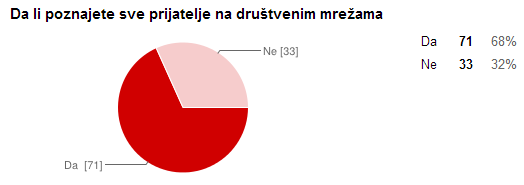 Da li poznajete sve prijatelje na društvenim mrežama
Ne [33]
Da [71]
Da 71 68%
Ne 33 32%